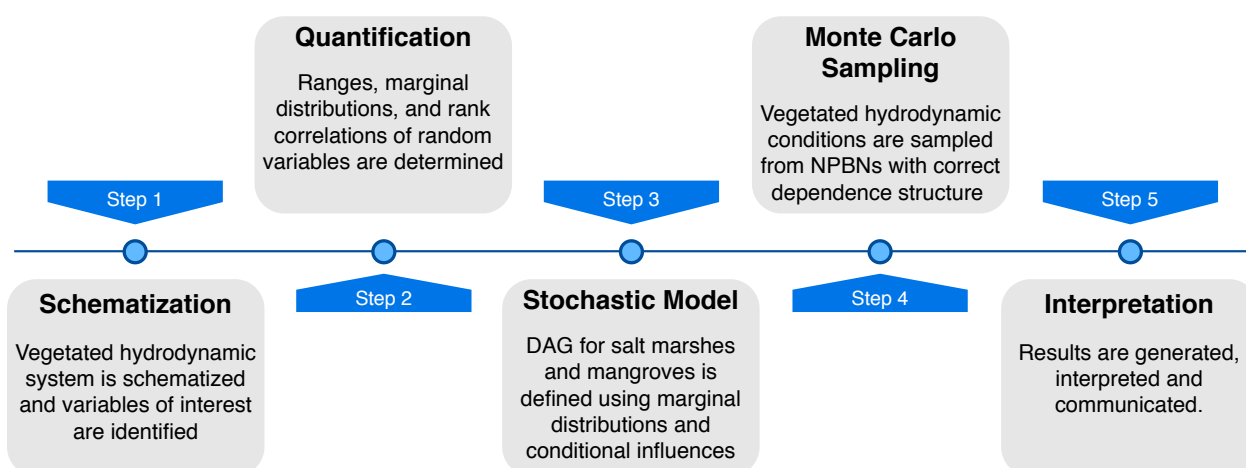 Step 1
Schematization
Vegetated hydrodynamic
system is schematized
and variables of interest
are identified
Quantification
Ranges, marginal
distributions, and rank
correlations of random
variables are determined
Step 2
Step 3
Stochastic Model
DAG for salt marshes
and mangroves is
defined using marginal
distributions and
conditional influences
Monte Carlo
Sampling
Vegetated hydrodynamic
conditions are sampled
from NPBNs with correct
dependence structure
Step 4
Step 5
Interpretation
Results are generated,
interpreted and
communicated.